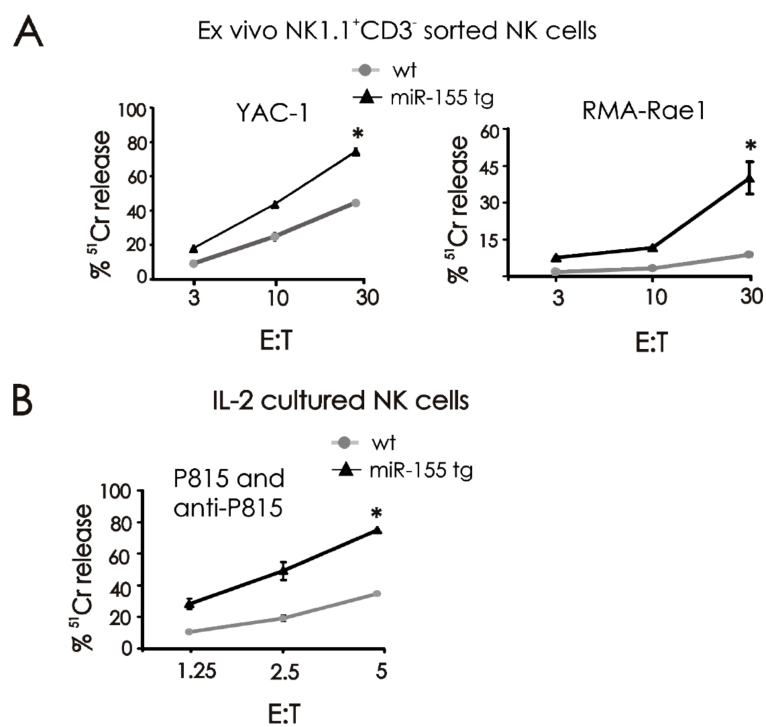 A
Ex vivo NK1.1⁺CD3⁻ sorted NK cells
wt
miR-155 tg
YAC-1
% ⁵¹Cr release
100
80
60
40
20
0
*
3 10 30
E:T
RMA-Rae1
% ⁵¹Cr release
60
45
30
15
*
3 10 30
E:T
B
IL-2 cultured NK cells
wt
miR-155 tg
P815 and
anti-P815
% ⁵¹Cr release
100
80
60
40
20
0
*
1.25 2.5 5
E:T